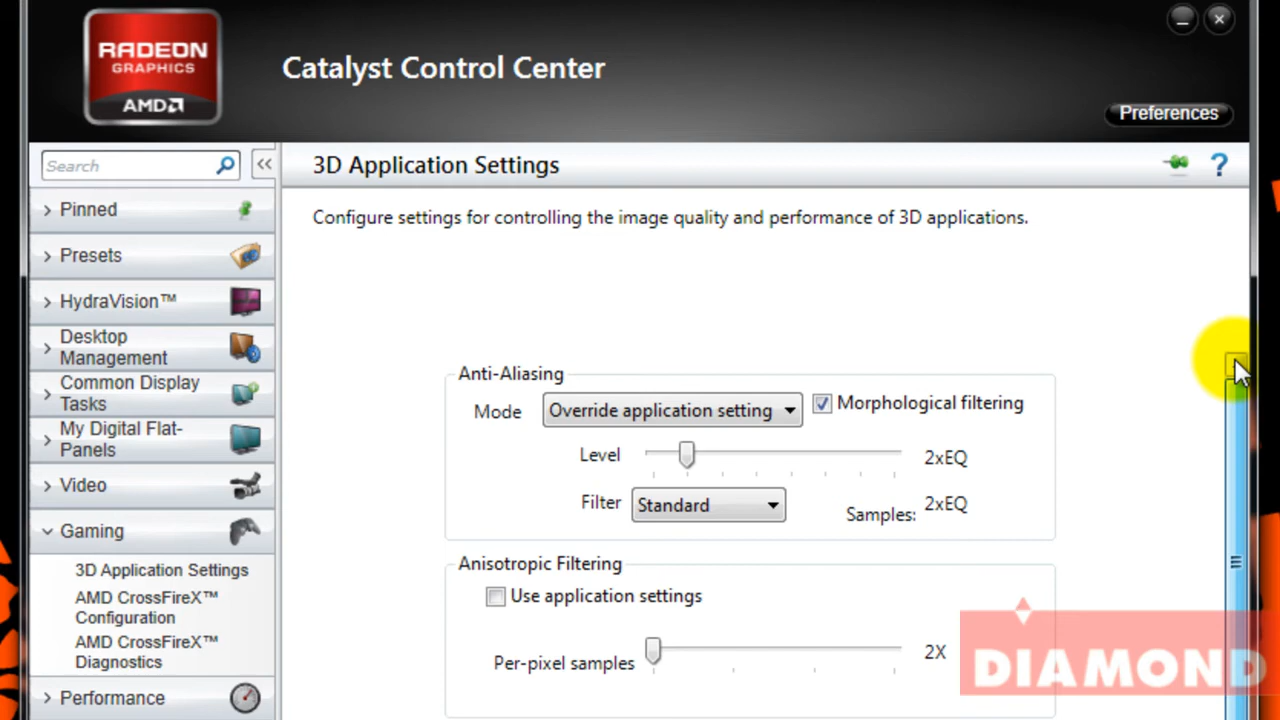 RADEON
GRAPHICS
AMD
Catalyst Control Center
Preferences
Search
3D Application Settings
Pinned
Configure settings for controlling the image quality and performance of 3D applications.
Presets
HydraVision™
Desktop
Management
Common Display
Tasks
My Digital Flat-
Panels
Video
Gaming
3D Application Settings
AMD CrossFireX™
Configuration
AMD CrossFireX™
Diagnostics
Performance
Anti-Aliasing
Mode Override application setting Morphological filtering
Level 2xEQ
Filter Standard Samples: 2xEQ
Anisotropic Filtering
Use application settings
Per-pixel samples 2X
DIAMOND